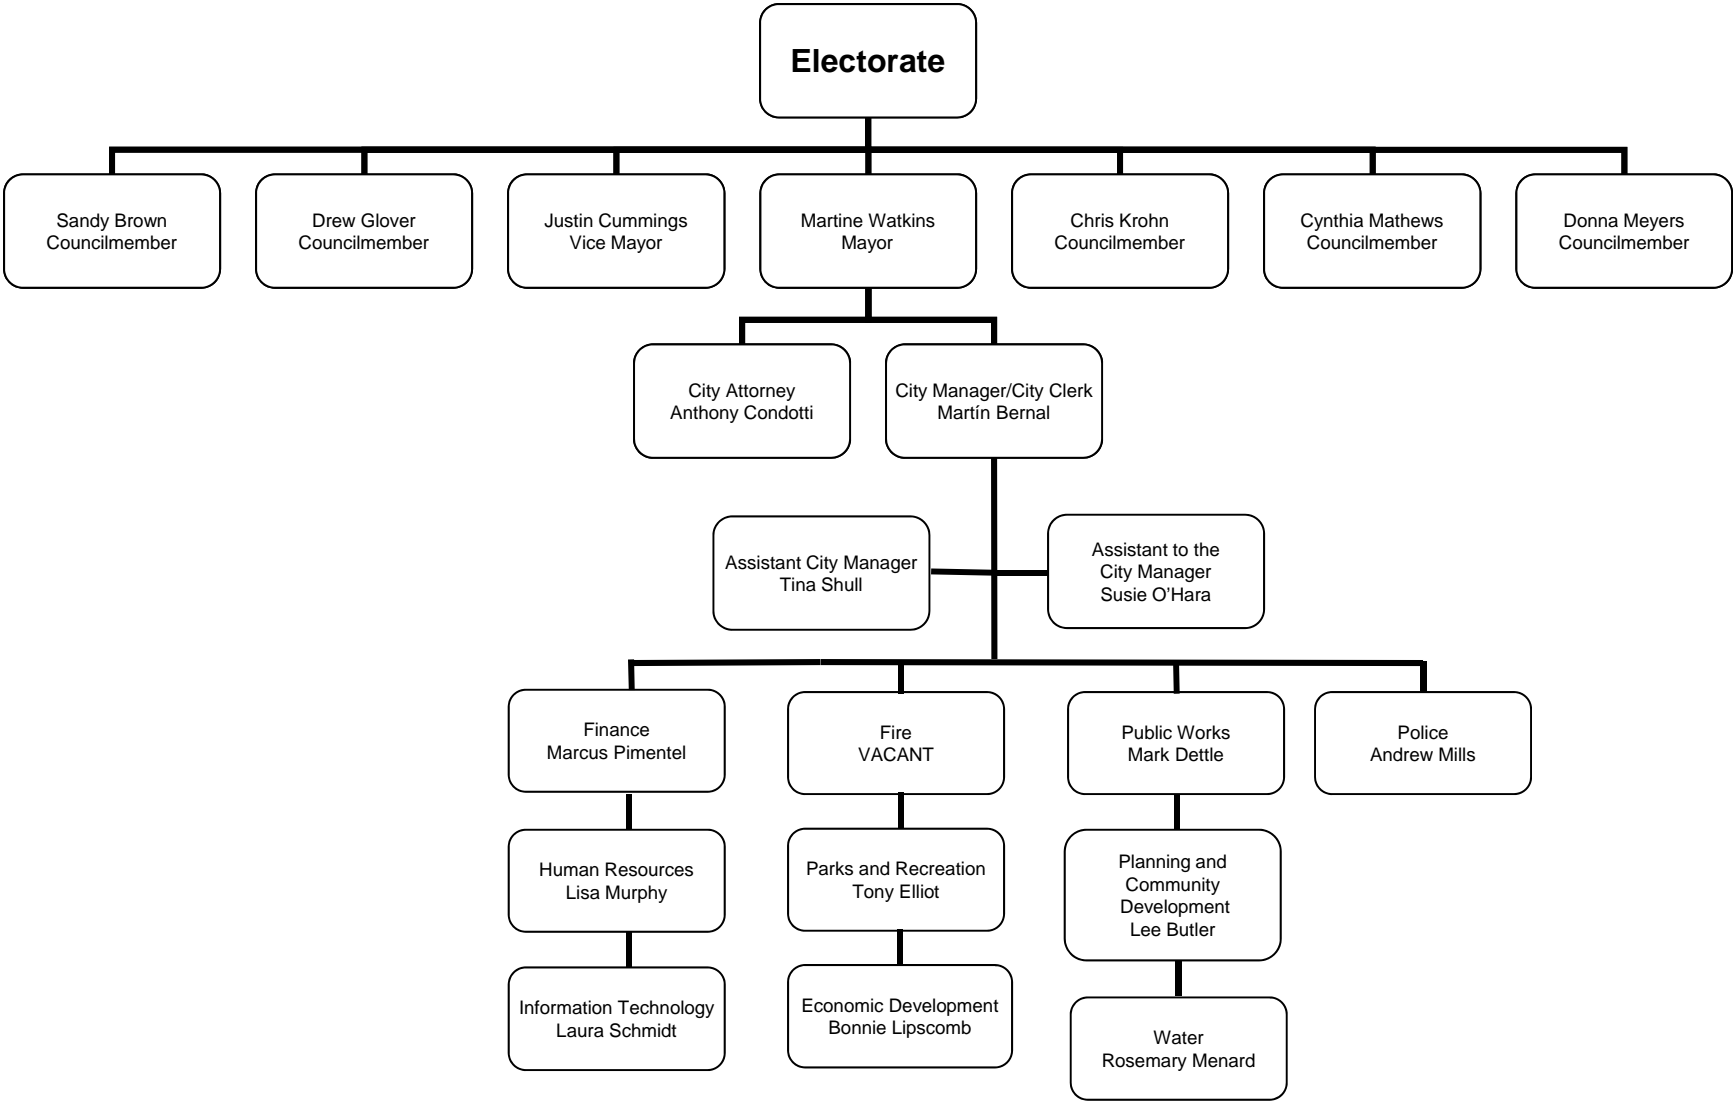 Electorate
Sandy Brown
Councilmember
Drew Glover
Councilmember
Justin Cummings
Vice Mayor
Martine Watkins
Mayor
Chris Krohn
Councilmember
Cynthia Mathews
Councilmember
Donna Meyers
Councilmember
City Attorney
Anthony Condotti
City Manager/City Clerk
Martín Bernal
Assistant City Manager
Tina Shull
Assistant to the
City Manager
Susie O’Hara
Finance
Marcus Pimentel
Fire
VACANT
Public Works
Mark Dettle
Police
Andrew Mills
Human Resources
Lisa Murphy
Parks and Recreation
Tony Elliot
Planning and
Community
Development
Lee Butler
Information Technology
Laura Schmidt
Economic Development
Bonnie Lipscomb
Water
Rosemary Menard